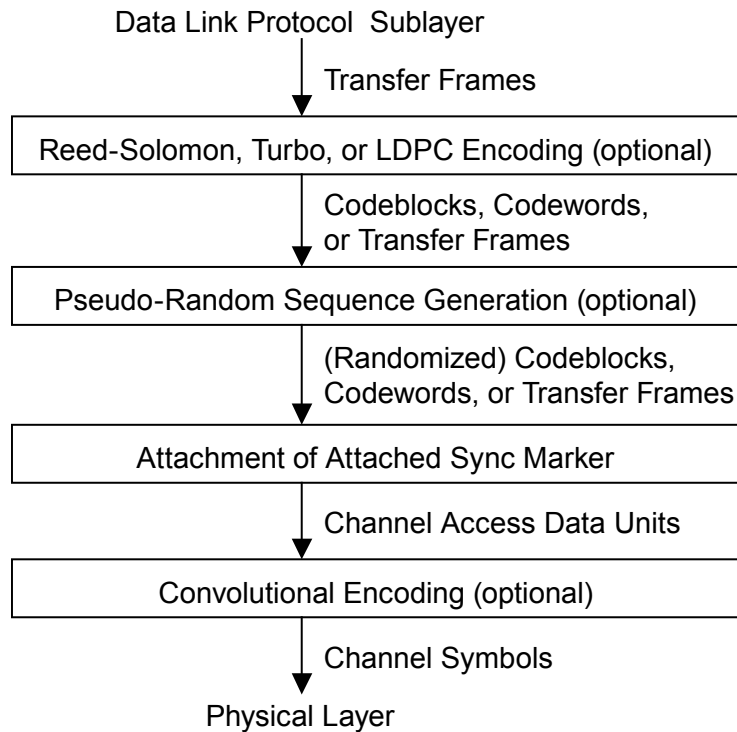 Data Link Protocol  Sublayer
Transfer Frames
Reed-Solomon, Turbo, or LDPC Encoding (optional)
Codeblocks, Codewords,
or Transfer Frames
Pseudo-Random Sequence Generation (optional)
(Randomized) Codeblocks,
Codewords, or Transfer Frames
Attachment of Attached Sync Marker
Channel Access Data Units
Convolutional Encoding (optional)
Channel Symbols
Physical Layer